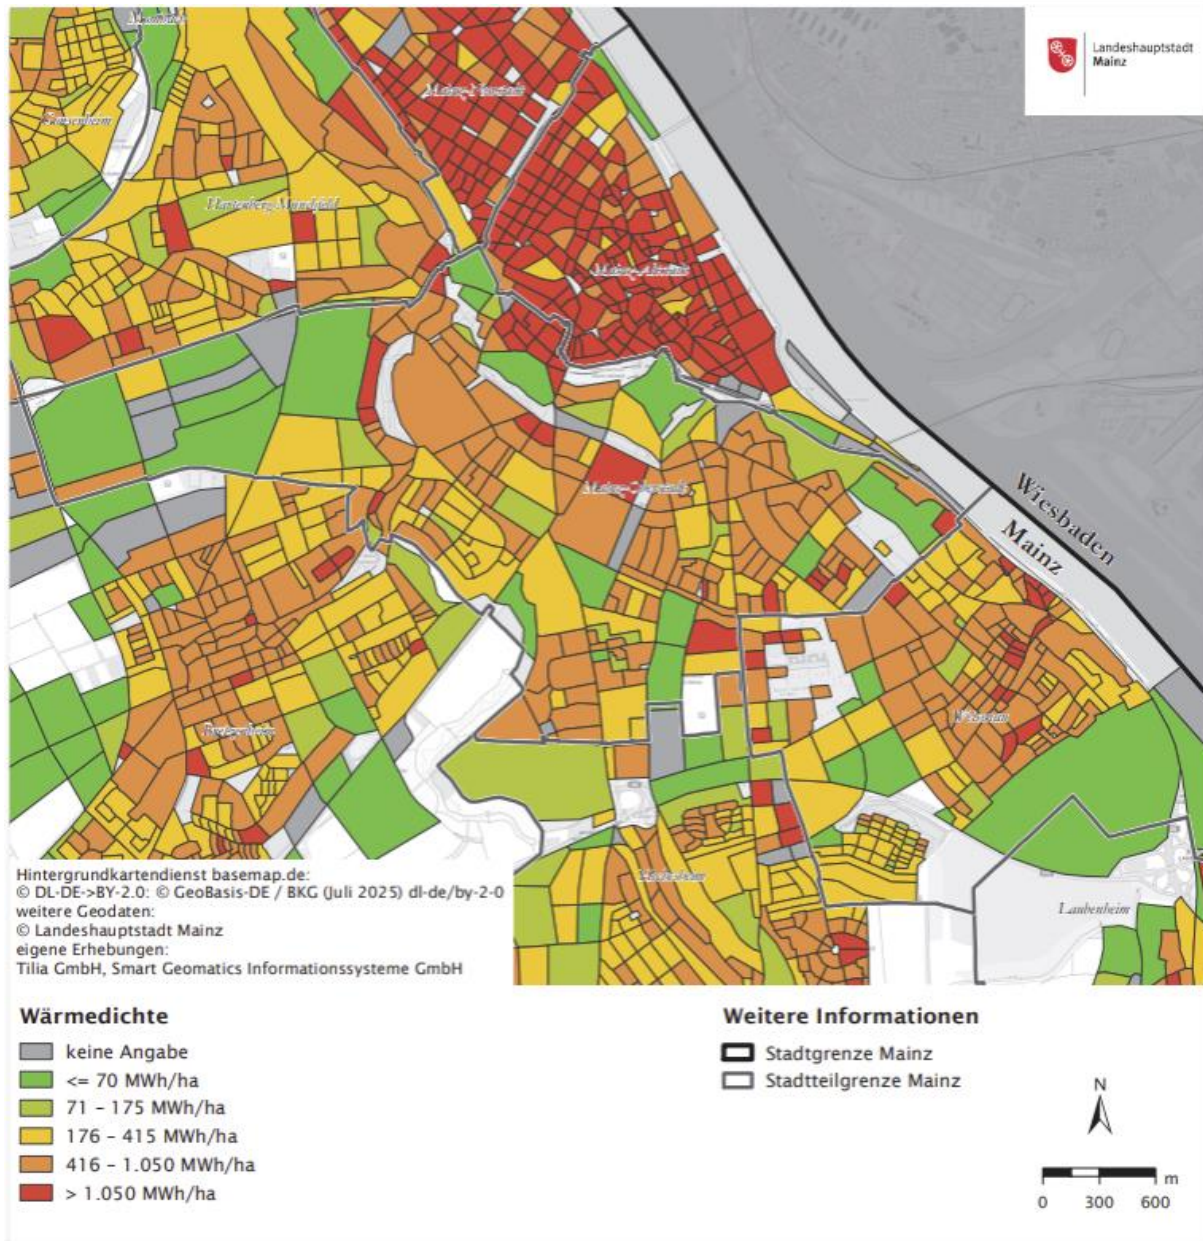 Landeshauptstadt
Mainz
Mainz-Neustadt
Gonsenheim
Hartenberg-Münchfeld
Mainz-Altstadt
Mainz-Oberstadt
Wiesbaden
Mainz
Weisenau
Bretzenheim
Hechtsheim
Laubenheim
Hintergrundkartendienst basemap.de:
© DL-DE->BY-2.0: © GeoBasis-DE / BKG (Juli 2025) dl-de/by-2-0
weitere Geodaten:
© Landeshauptstadt Mainz
eigene Erhebungen:
Tilia GmbH, Smart Geomatics Informationssysteme GmbH
Wärmedichte
keine Angabe
<= 70 MWh/ha
71 – 175 MWh/ha
176 – 415 MWh/ha
416 – 1.050 MWh/ha
> 1.050 MWh/ha
Weitere Informationen
Stadtgrenze Mainz
Stadtteilgrenze Mainz
N
m
0 300 600